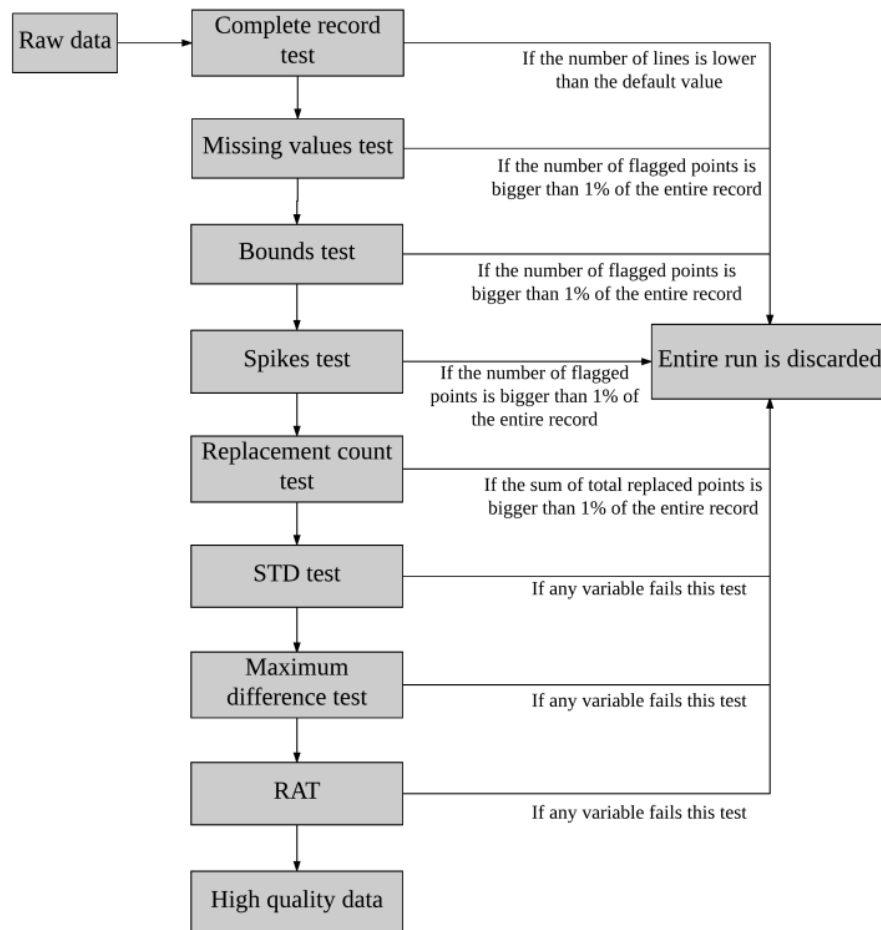 Raw data
Complete record
test
If the number of lines is lower
than the default value
Missing values test
If the number of flagged points is
bigger than 1% of the entire record
Bounds test
If the number of flagged points is
bigger than 1% of the entire record
Spikes test
If the number of flagged
points is bigger than 1% of
the entire record
Entire run is discarded
Replacement count
test
If the sum of total replaced points is
bigger than 1% of the entire record
STD test
If any variable fails this test
Maximum
difference test
If any variable fails this test
RAT
If any variable fails this test
High quality data